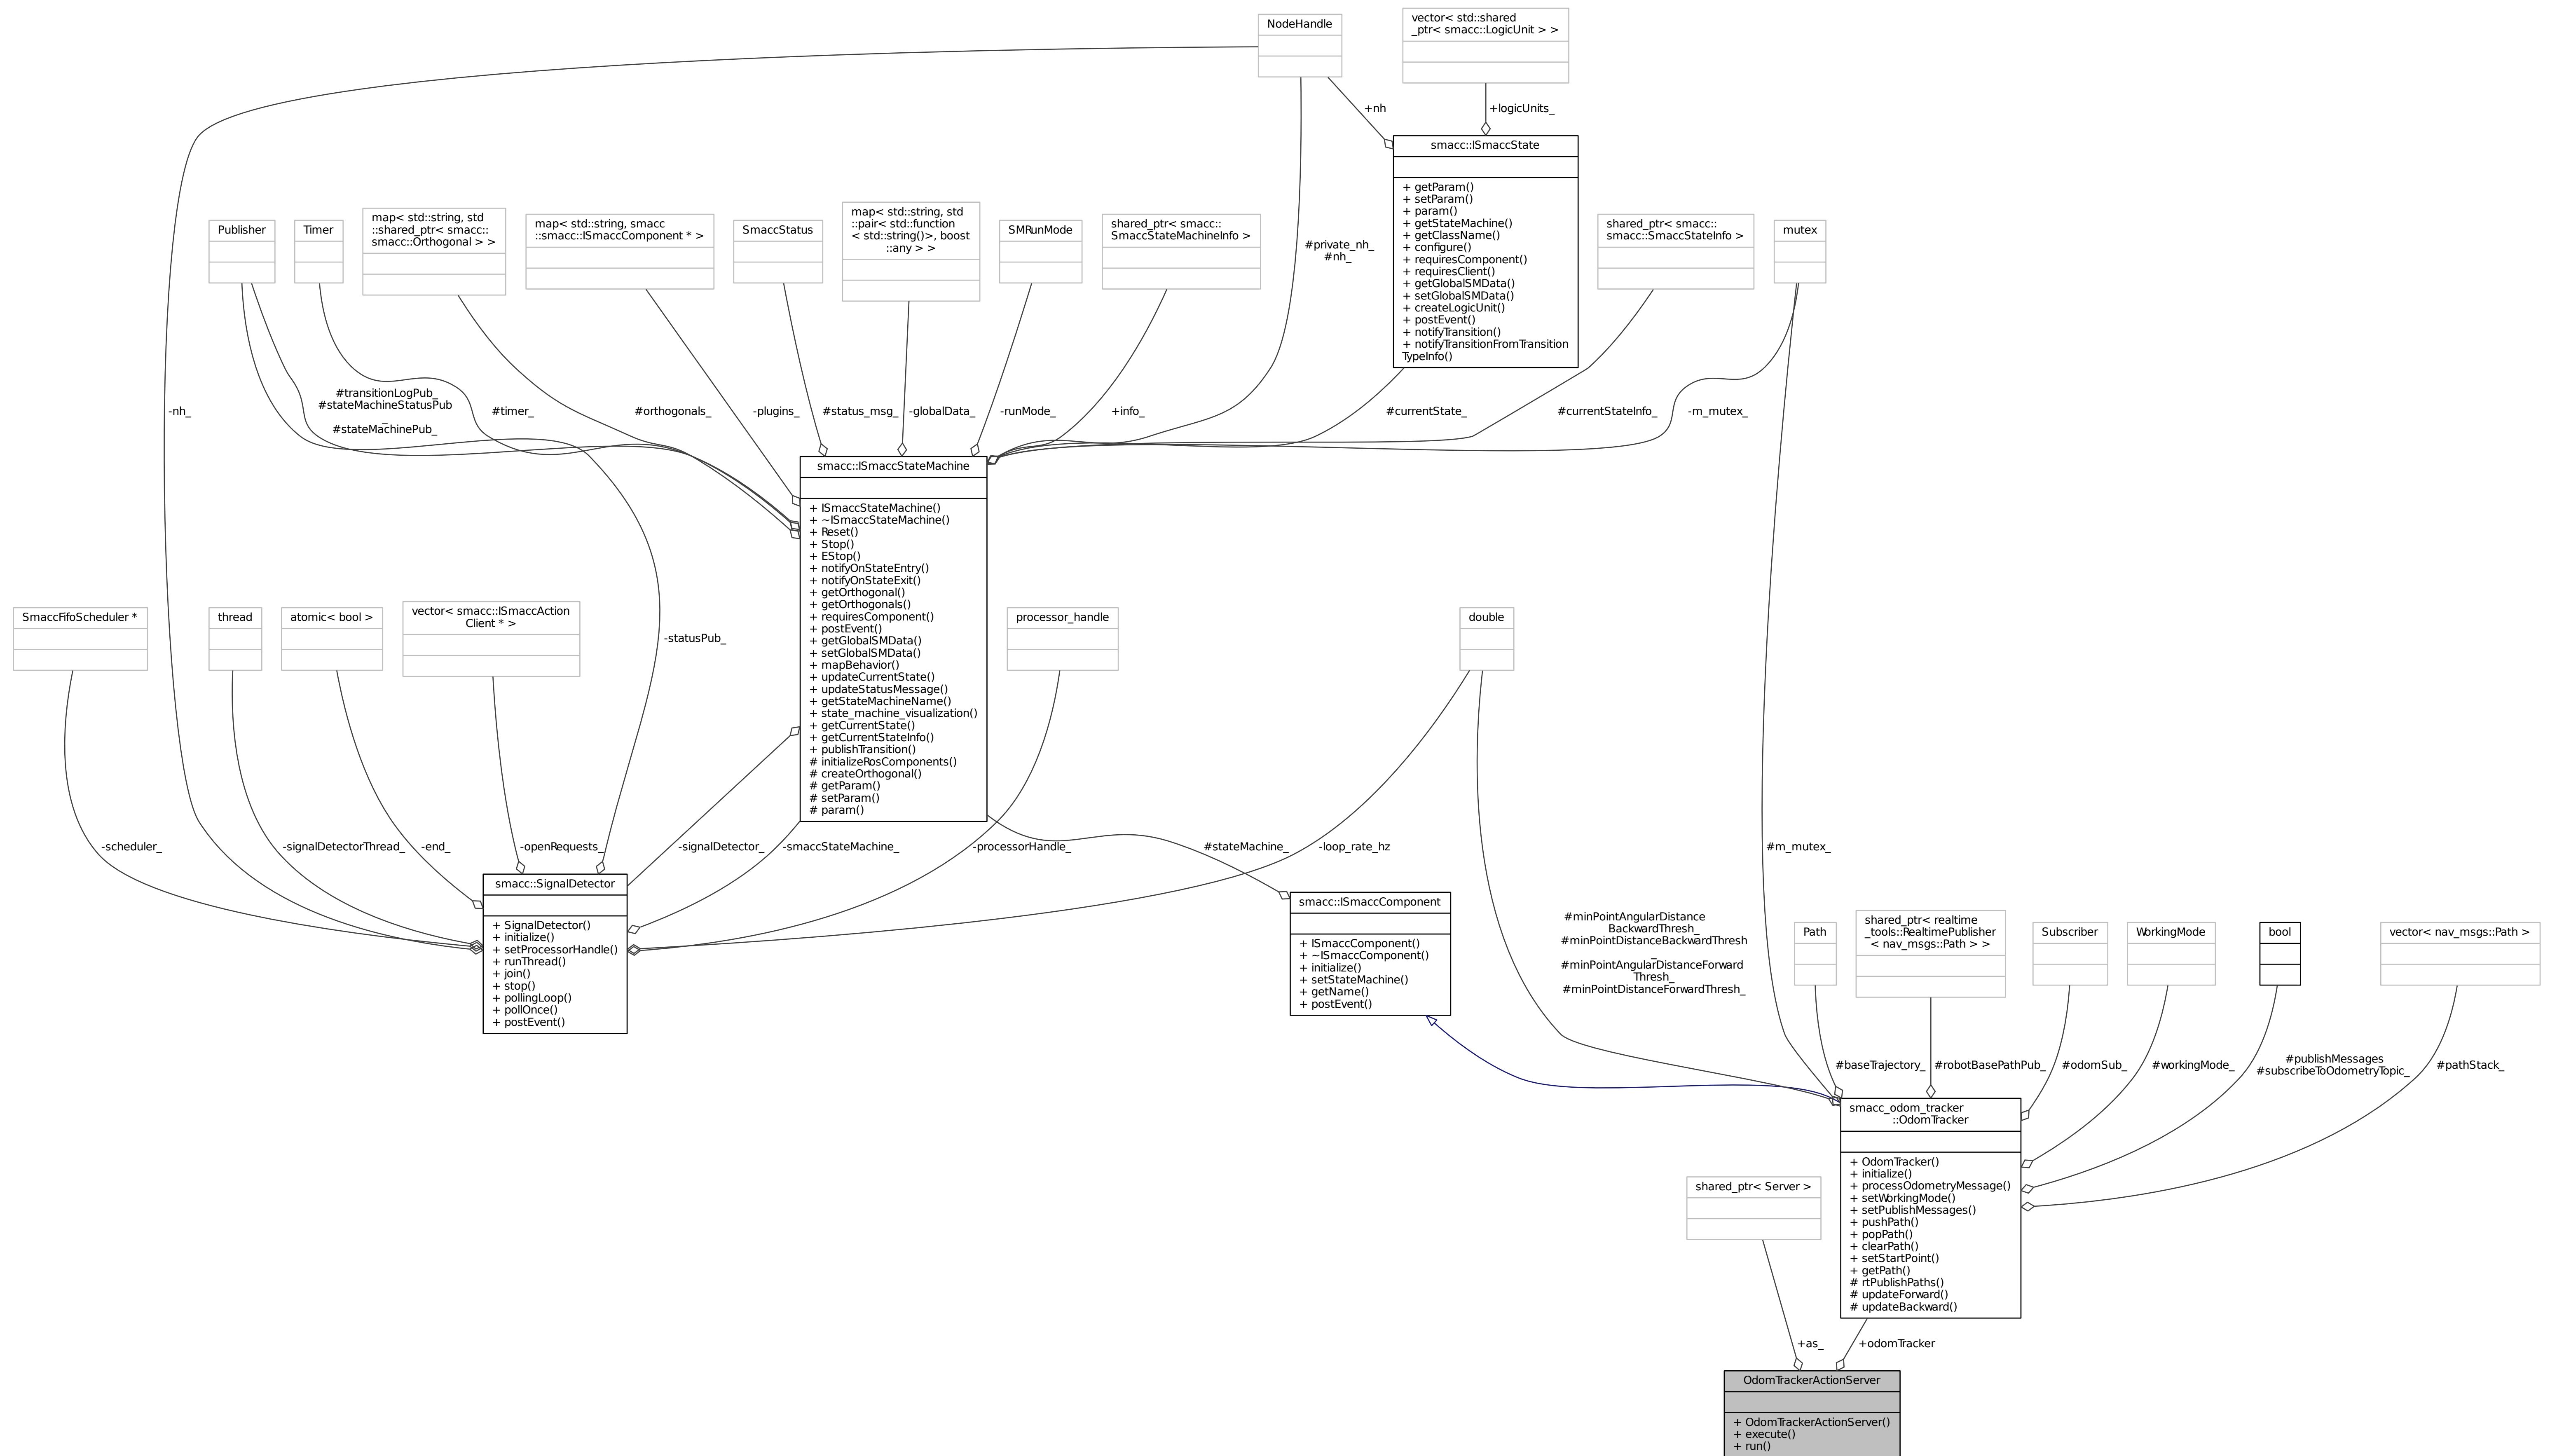 NodeHandle
vector< std::shared
_ptr< smacc::LogicUnit > >
+nh
+logicUnits_
smacc::ISmaccState
+ getParam()
+ setParam()
+ param()
+ getStateMachine()
+ getClassName()
+ configure()
+ requiresComponent()
+ requiresClient()
+ getGlobalSMData()
+ setGlobalSMData()
+ createLogicUnit()
+ postEvent()
+ notifyTransition()
+ notifyTransitionFromTransition
TypeInfo()
Publisher
Timer
map< std::string, std
::shared_ptr< smacc::
smacc::Orthogonal > >
map< std::string, smacc
::smacc::ISmaccComponent * >
SmaccStatus
map< std::string, std
::pair< std::function
< std::string()>, boost
::any > >
SMRunMode
shared_ptr< smacc::
SmaccStateMachineInfo >
#private_nh_
#nh_
shared_ptr< smacc::
smacc::SmaccStateInfo >
mutex
-nh_
#transitionLogPub_
#stateMachineStatusPub
_
#stateMachinePub_
#timer_
#orthogonals_
-plugins_
#status_msg_
-globalData_
-runMode_
+info_
#currentState_
#currentStateInfo_
-m_mutex_
smacc::ISmaccStateMachine
+ ISmaccStateMachine()
+ ~ISmaccStateMachine()
+ Reset()
+ Stop()
+ EStop()
+ notifyOnStateEntry()
+ notifyOnStateExit()
+ getOrthogonal()
+ getOrthogonals()
+ requiresComponent()
+ postEvent()
+ getGlobalSMData()
+ setGlobalSMData()
+ mapBehavior()
+ updateCurrentState()
+ updateStatusMessage()
+ getStateMachineName()
+ state_machine_visualization()
+ getCurrentState()
+ getCurrentStateInfo()
+ publishTransition()
# initializeRosComponents()
# createOrthogonal()
# getParam()
# setParam()
# param()
SmaccFifoScheduler *
thread
atomic< bool >
vector< smacc::ISmaccAction
Client * >
-statusPub_
processor_handle
double
-scheduler_
-signalDetectorThread_
-end_
-openRequests_
-signalDetector_
-smaccStateMachine_
-processorHandle_
#stateMachine_
-loop_rate_hz
#m_mutex_
smacc::SignalDetector
+ SignalDetector()
+ initialize()
+ setProcessorHandle()
+ runThread()
+ join()
+ stop()
+ pollingLoop()
+ pollOnce()
+ postEvent()
smacc::ISmaccComponent
+ ISmaccComponent()
+ ~ISmaccComponent()
+ initialize()
+ setStateMachine()
+ getName()
+ postEvent()
#minPointAngularDistance
BackwardThresh_
#minPointDistanceBackwardThresh
_
#minPointAngularDistanceForward
Thresh_
#minPointDistanceForwardThresh_
Path
shared_ptr< realtime
_tools::RealtimePublisher
< nav_msgs::Path > >
Subscriber
WorkingMode
bool
vector< nav_msgs::Path >
#baseTrajectory_
#robotBasePathPub_
#odomSub_
#workingMode_
#publishMessages
#subscribeToOdometryTopic_
#pathStack_
smacc_odom_tracker
::OdomTracker
+ OdomTracker()
+ initialize()
+ processOdometryMessage()
+ setWorkingMode()
+ setPublishMessages()
+ pushPath()
+ popPath()
+ clearPath()
+ setStartPoint()
+ getPath()
# rtPublishPaths()
# updateForward()
# updateBackward()
shared_ptr< Server >
+as_
+odomTracker
OdomTrackerActionServer
+ OdomTrackerActionServer()
+ execute()
+ run()